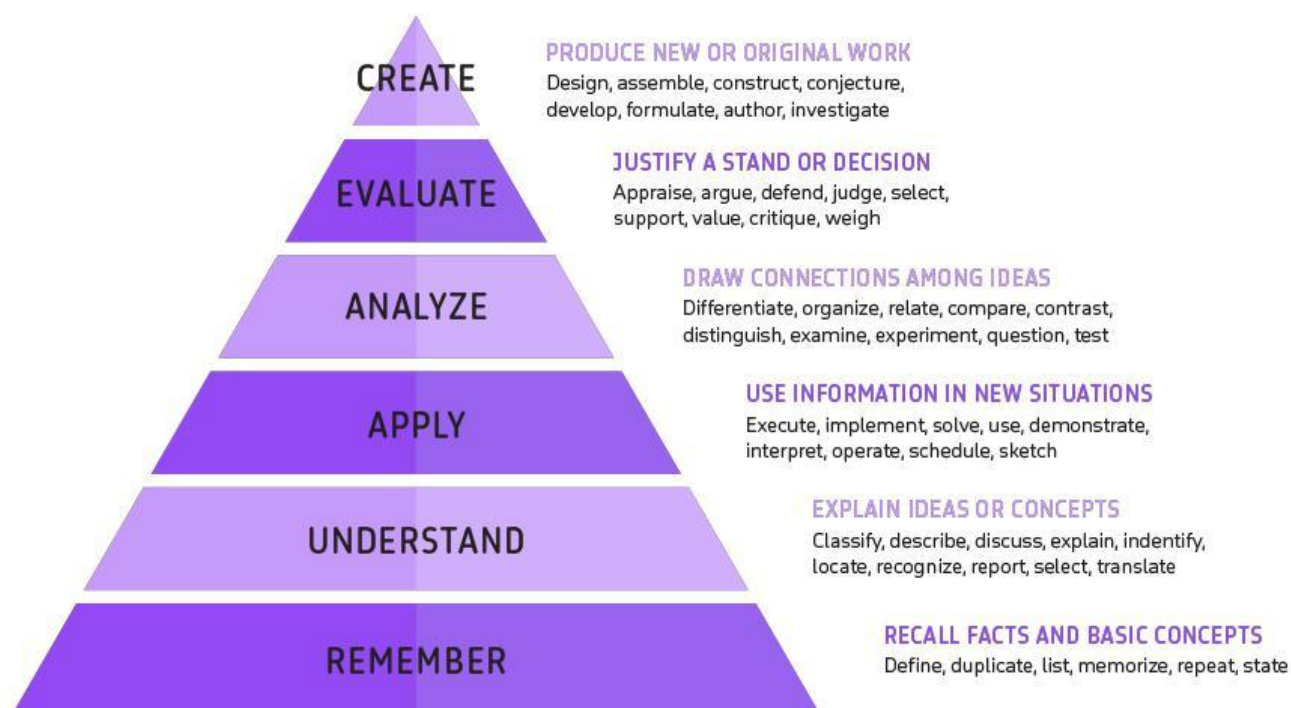 CREATE
PRODUCE NEW OR ORIGINAL WORK
Design, assemble, construct, conjecture,
develop, formulate, author, investigate
EVALUATE
JUSTIFY A STAND OR DECISION
Appraise, argue, defend, judge, select,
support, value, critique, weigh
ANALYZE
DRAW CONNECTIONS AMONG IDEAS
Differentiate, organize, relate, compare, contrast,
distinguish, examine, experiment, question, test
APPLY
USE INFORMATION IN NEW SITUATIONS
Execute, implement, solve, use, demonstrate,
interpret, operate, schedule, sketch
UNDERSTAND
EXPLAIN IDEAS OR CONCEPTS
Classify, describe, discuss, explain, indentify,
locate, recognize, report, select, translate
REMEMBER
RECALL FACTS AND BASIC CONCEPTS
Define, duplicate, list, memorize, repeat, state